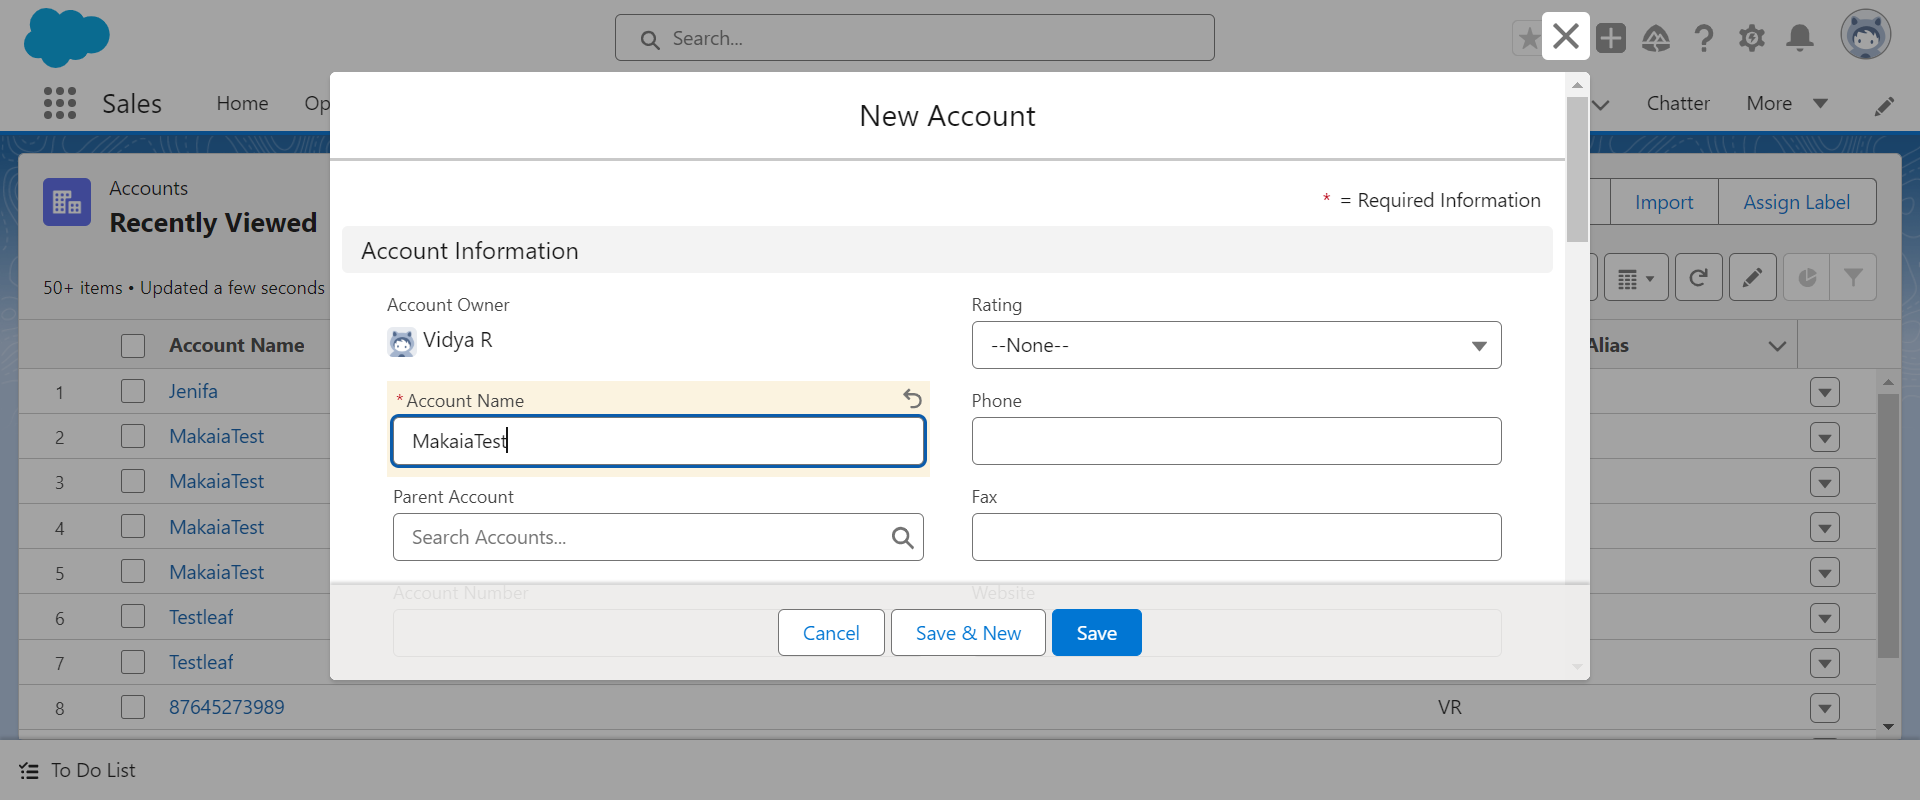 Search...
Sales
Home
Op
Chatter
More
New Account
* = Required Information
Accounts
Recently Viewed
Import
Assign Label
50+ items • Updated a few seconds
Account Information
Account Owner
Vidya R
Rating
--None--
*Account Name
MakaiaTest
Phone
Parent Account
Search Accounts...
Fax
Account Number
Website
Cancel
Save & New
Save
Account Name
Alias
1 Jenifa
2 MakaiaTest
3 MakaiaTest
4 MakaiaTest
5 MakaiaTest
6 Testleaf
7 Testleaf
8 87645273989 VR
To Do List